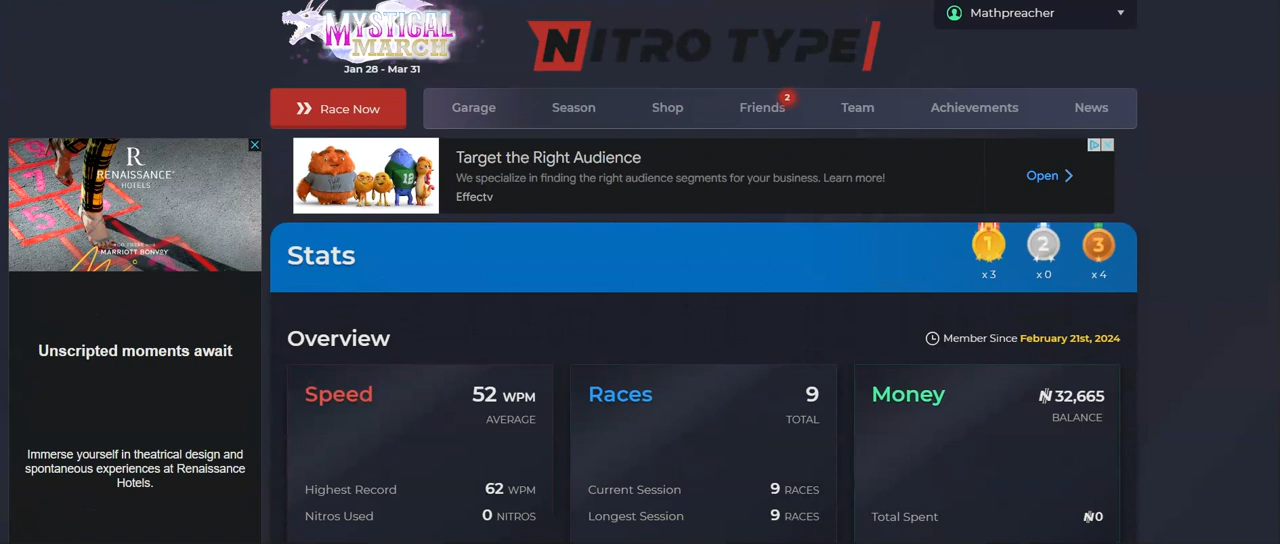 MYSTICAL
MARCH
Jan 28 - Mar 31
NITRO TYPE
Mathpreacher
Race Now
Garage
Season
Shop
Friends
2
Team
Achievements
News
R
RENAISSANCE®
HOTELS
MARRIOTT BONVOY
Unscripted moments await
Immerse yourself in theatrical design and
spontaneous experiences at Renaissance
Hotels.
Target the Right Audience
We specialize in finding the right audience segments for your business. Learn more!
Effectv
Open
Stats
1
2
3
x 3
x 0
x 4
Overview
Member Since February 21st, 2024
Speed
52 WPM
AVERAGE
Highest Record
62 WPM
Nitros Used
0 NITROS
Races
9
TOTAL
Current Session
9 RACES
Longest Session
9 RACES
Money
N 32,665
BALANCE
Total Spent
N0